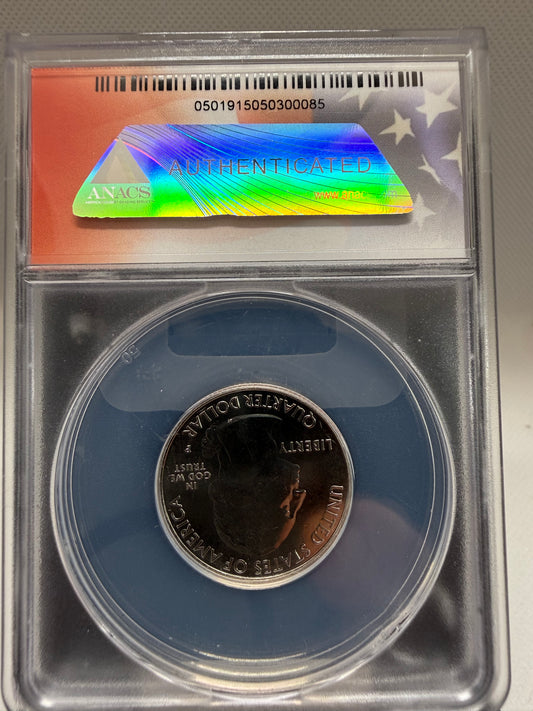 0501915050300085
AUTHENTICATED
ANACS
UNITED STATES OF AMERICA
LIBERTY
IN
GOD WE
TRUST
P
QUARTER DOLLAR